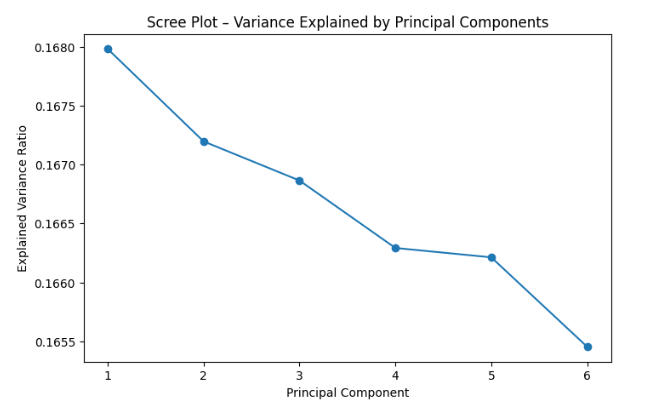 Scree Plot – Variance Explained by Principal Components
0.1680
0.1675
0.1670
0.1665
0.1660
0.1655
Explained Variance Ratio
1 2 3 4 5 6
Principal Component